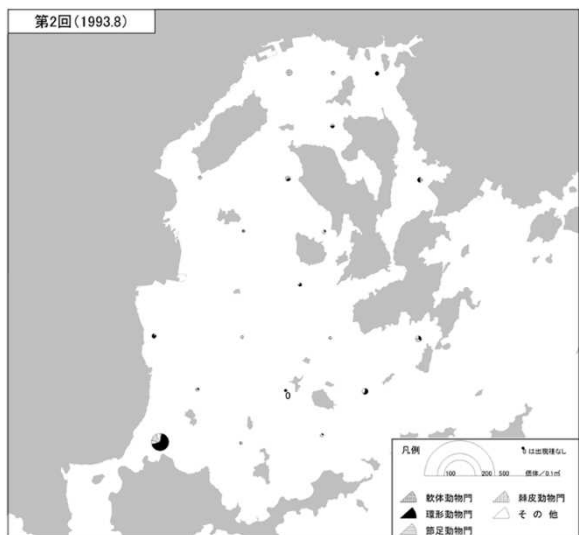 第2回(1993.8)
0
凡例
0 は出現種なし
100 200 500 個体/0.1㎡
軟体動物門 棘皮動物門
環形動物門 その他
節足動物門